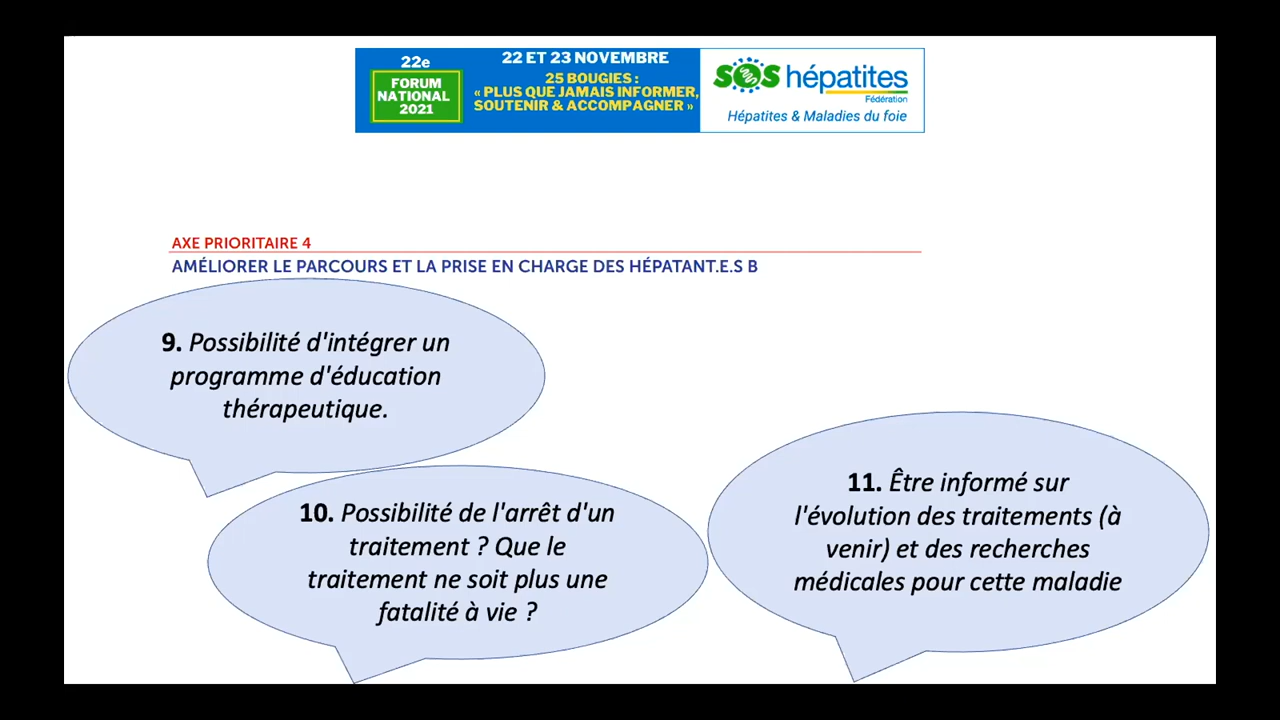 22e
FORUM
NATIONAL
2021
22 ET 23 NOVEMBRE
25 BOUGIES :
« PLUS QUE JAMAIS INFORMER,
SOUTENIR & ACCOMPAGNER »
SOS hépatites
Fédération
Hépatites & Maladies du foie
AXE PRIORITAIRE 4
AMÉLIORER LE PARCOURS ET LA PRISE EN CHARGE DES HÉPATANT.E.S B
9. Possibilité d'intégrer un
programme d'éducation
thérapeutique.
10. Possibilité de l'arrêt d'un
traitement ? Que le
traitement ne soit plus une
fatalité à vie ?
11. Être informé sur
l'évolution des traitements (à
venir) et des recherches
médicales pour cette maladie